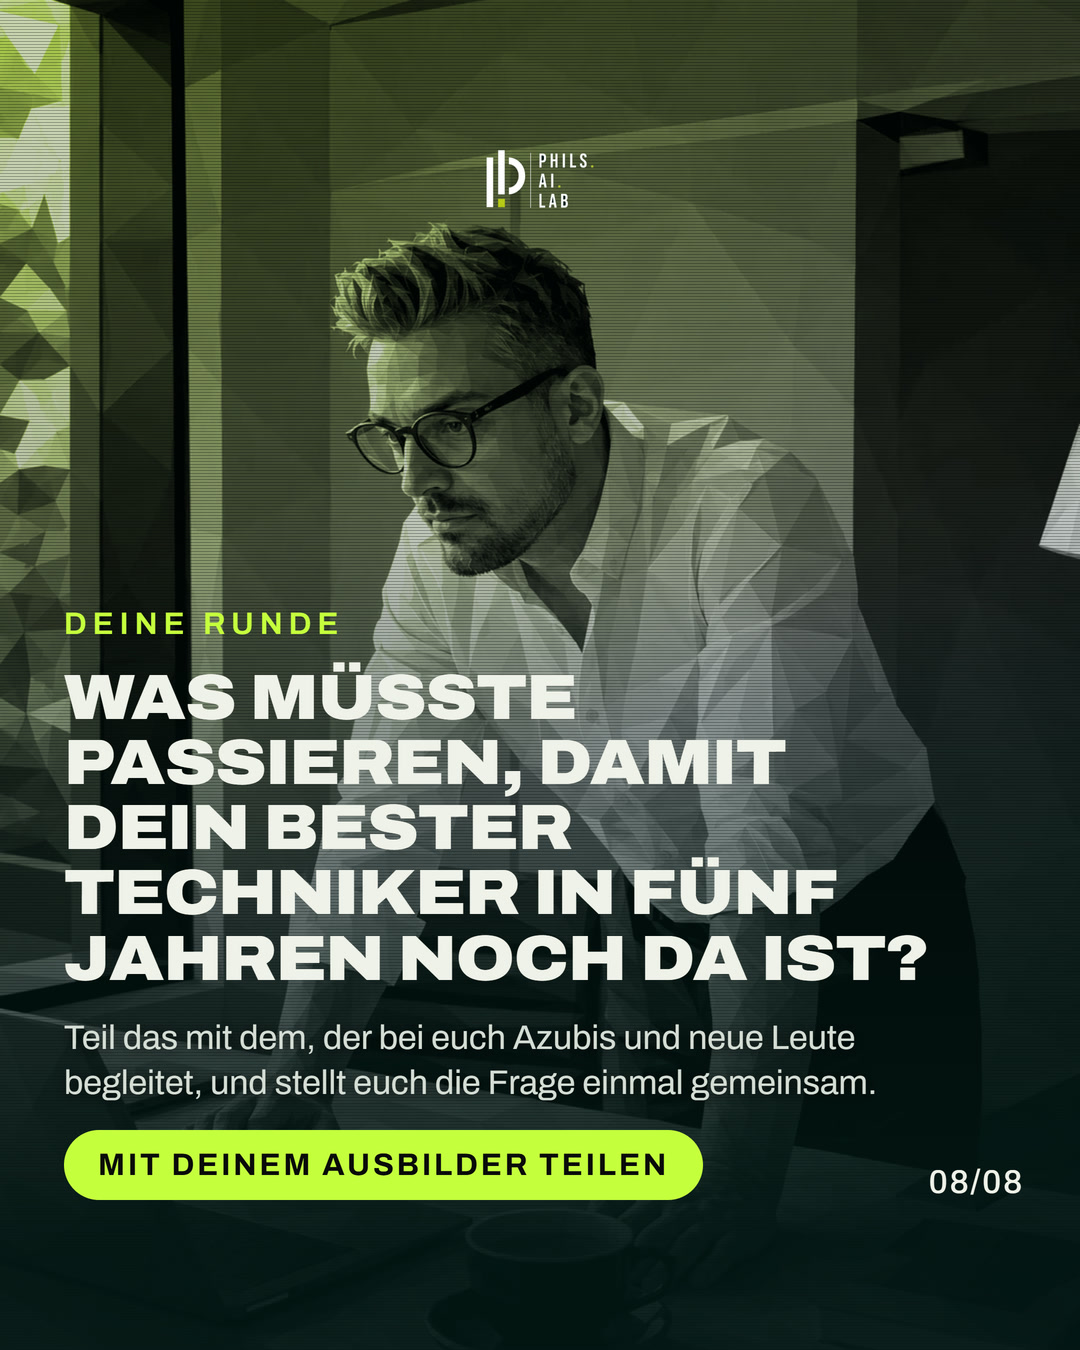 PHILS.
AI.
LAB
DEINE RUNDE
WAS MÜSSTE
PASSIEREN, DAMIT
DEIN BESTER
TECHNIKER IN FÜNF
JAHREN NOCH DA IST?
Teil das mit dem, der bei euch Azubis und neue Leute
begleitet, und stellt euch die Frage einmal gemeinsam.
MIT DEINEM AUSBILDER TEILEN
08/08